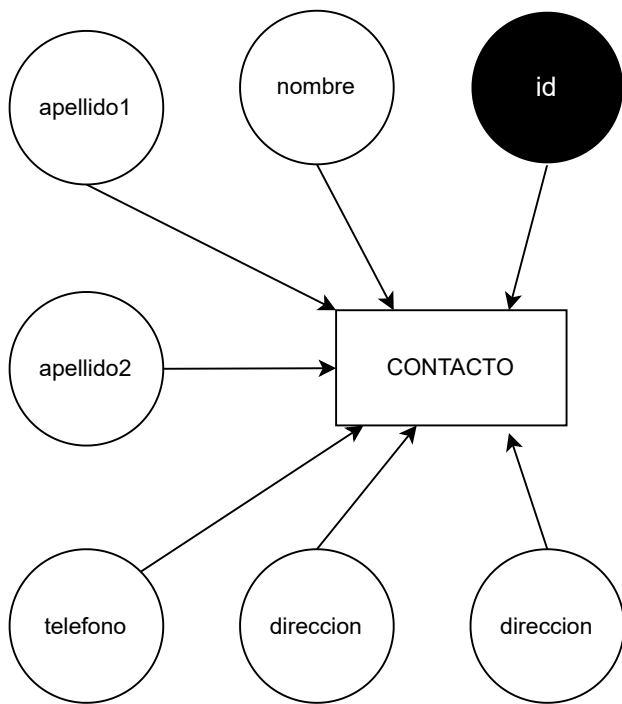 apellido1
nombre
id
apellido2
CONTACTO
telefono
direccion
direccion